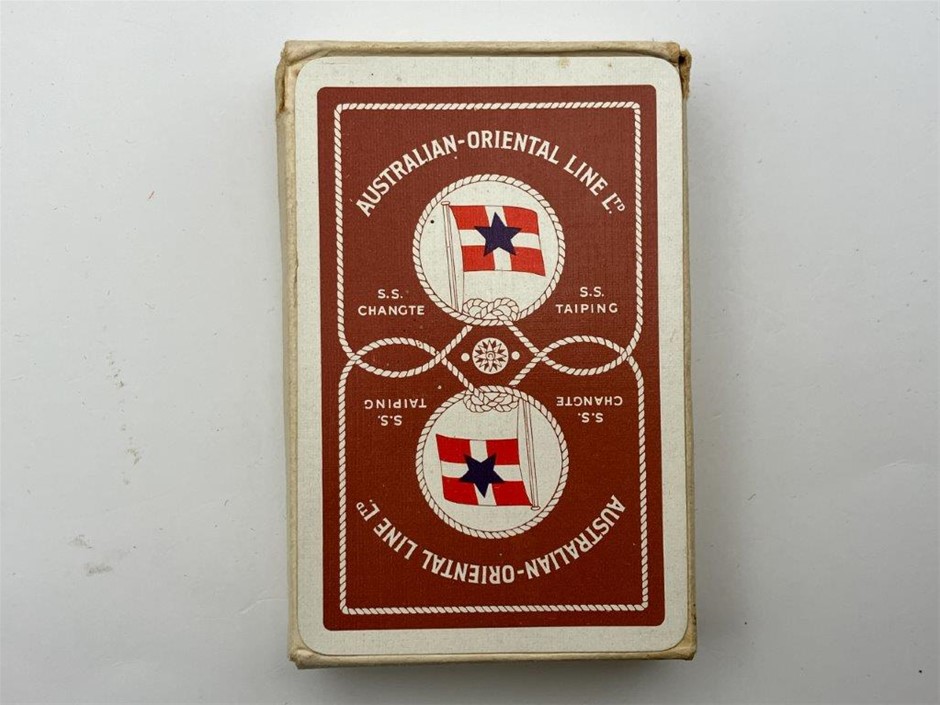 AUSTRALIAN-ORIENTAL LINE LTD.
S.S.
CHANGTE
S.S.
TAIPING
S.S.
TAIPING
S.S.
CHANGTE
AUSTRALIAN-ORIENTAL LINE LTD.